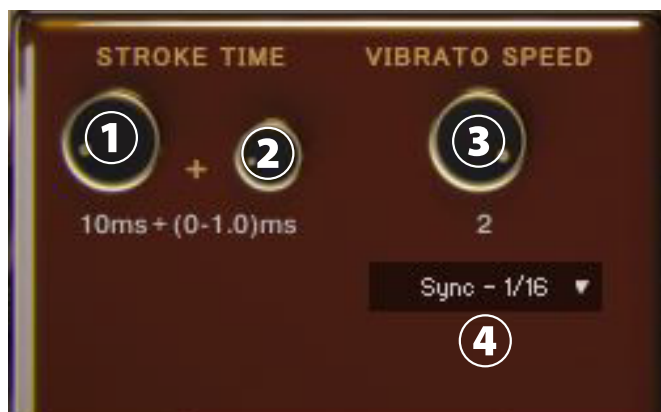 STROKE TIME
VIBRATO SPEED
1
+
2
3
10ms + (0-1.0)ms
2
Sync - 1/16 ▼
4